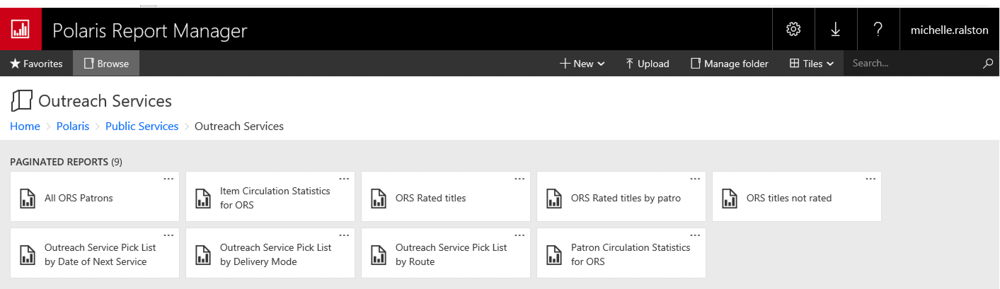 Polaris Report Manager
? michelle.ralston
Favorites Browse New Upload Manage folder Tiles Search...
Outreach Services
Home > Polaris > Public Services > Outreach Services
PAGINATED REPORTS (9)
All ORS Patrons
Item Circulation Statistics
for ORS
ORS Rated titles
ORS Rated titles by patro
ORS titles not rated
Outreach Service Pick List
by Date of Next Service
Outreach Service Pick List
by Delivery Mode
Outreach Service Pick List
by Route
Patron Circulation Statistics
for ORS